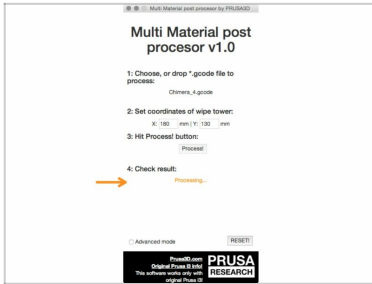 Multi Material post procesor by PRUSA3D
Multi Material post
procesor v1.0
1: Choose, or drop *.gcode file to
process:
Chimera_4.gcode
2: Set coordinates of wipe tower:
X: 180 mm | Y: 130 mm
3: Hit Process! button:
Process!
4: Check result:
Processing...
Advanced mode
RESET!
Prusa3D.com
Original Prusa i3 info!
This software works only with
original Prusa i3!
PRUSA
RESEARCH